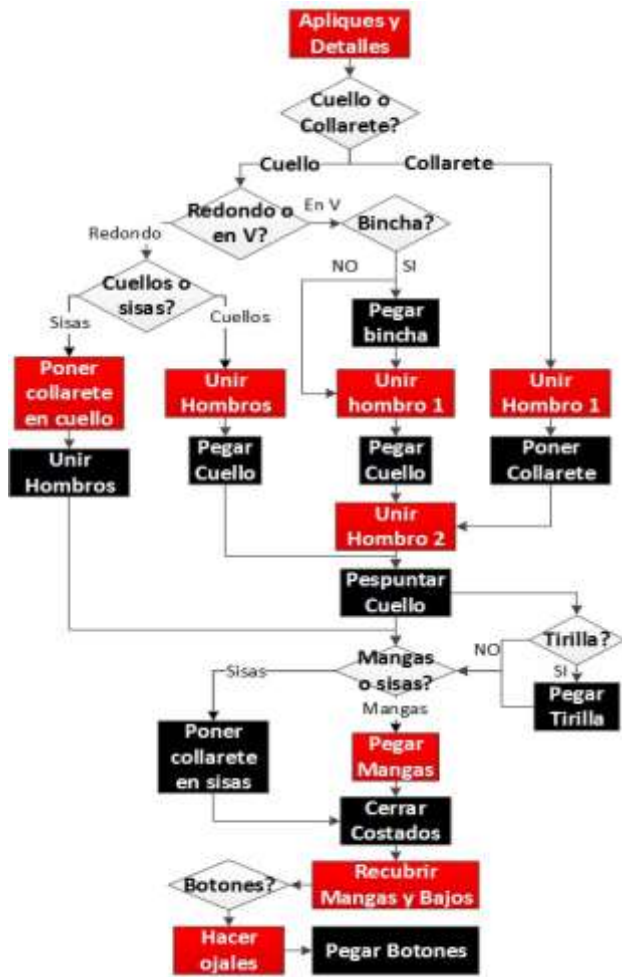 Apliques y
Detalles
Cuello o
Collarete?
Cuello
Collarete
Redondo o
en V?
En V
Bincha?
Redondo
NO
SI
Cuellos o
sisas?
Sisas
Cuellos
Pegar
bincha
Poner
collarete
en cuello
Unir
Hombros
Unir
hombro 1
Unir
Hombro 1
Unir
Hombros
Pegar
Cuello
Pegar
Cuello
Poner
Collarete
Unir
Hombro 2
Pespuntar
Cuello
Tirilla?
NO
SI
Mangas
o sisas?
Sisas
Mangas
Pegar
Tirilla
Poner
collarete
en sisas
Pegar
Mangas
Cerrar
Costados
Botones?
Recubrir
Mangas y Bajos
Hacer
ojales
Pegar Botones